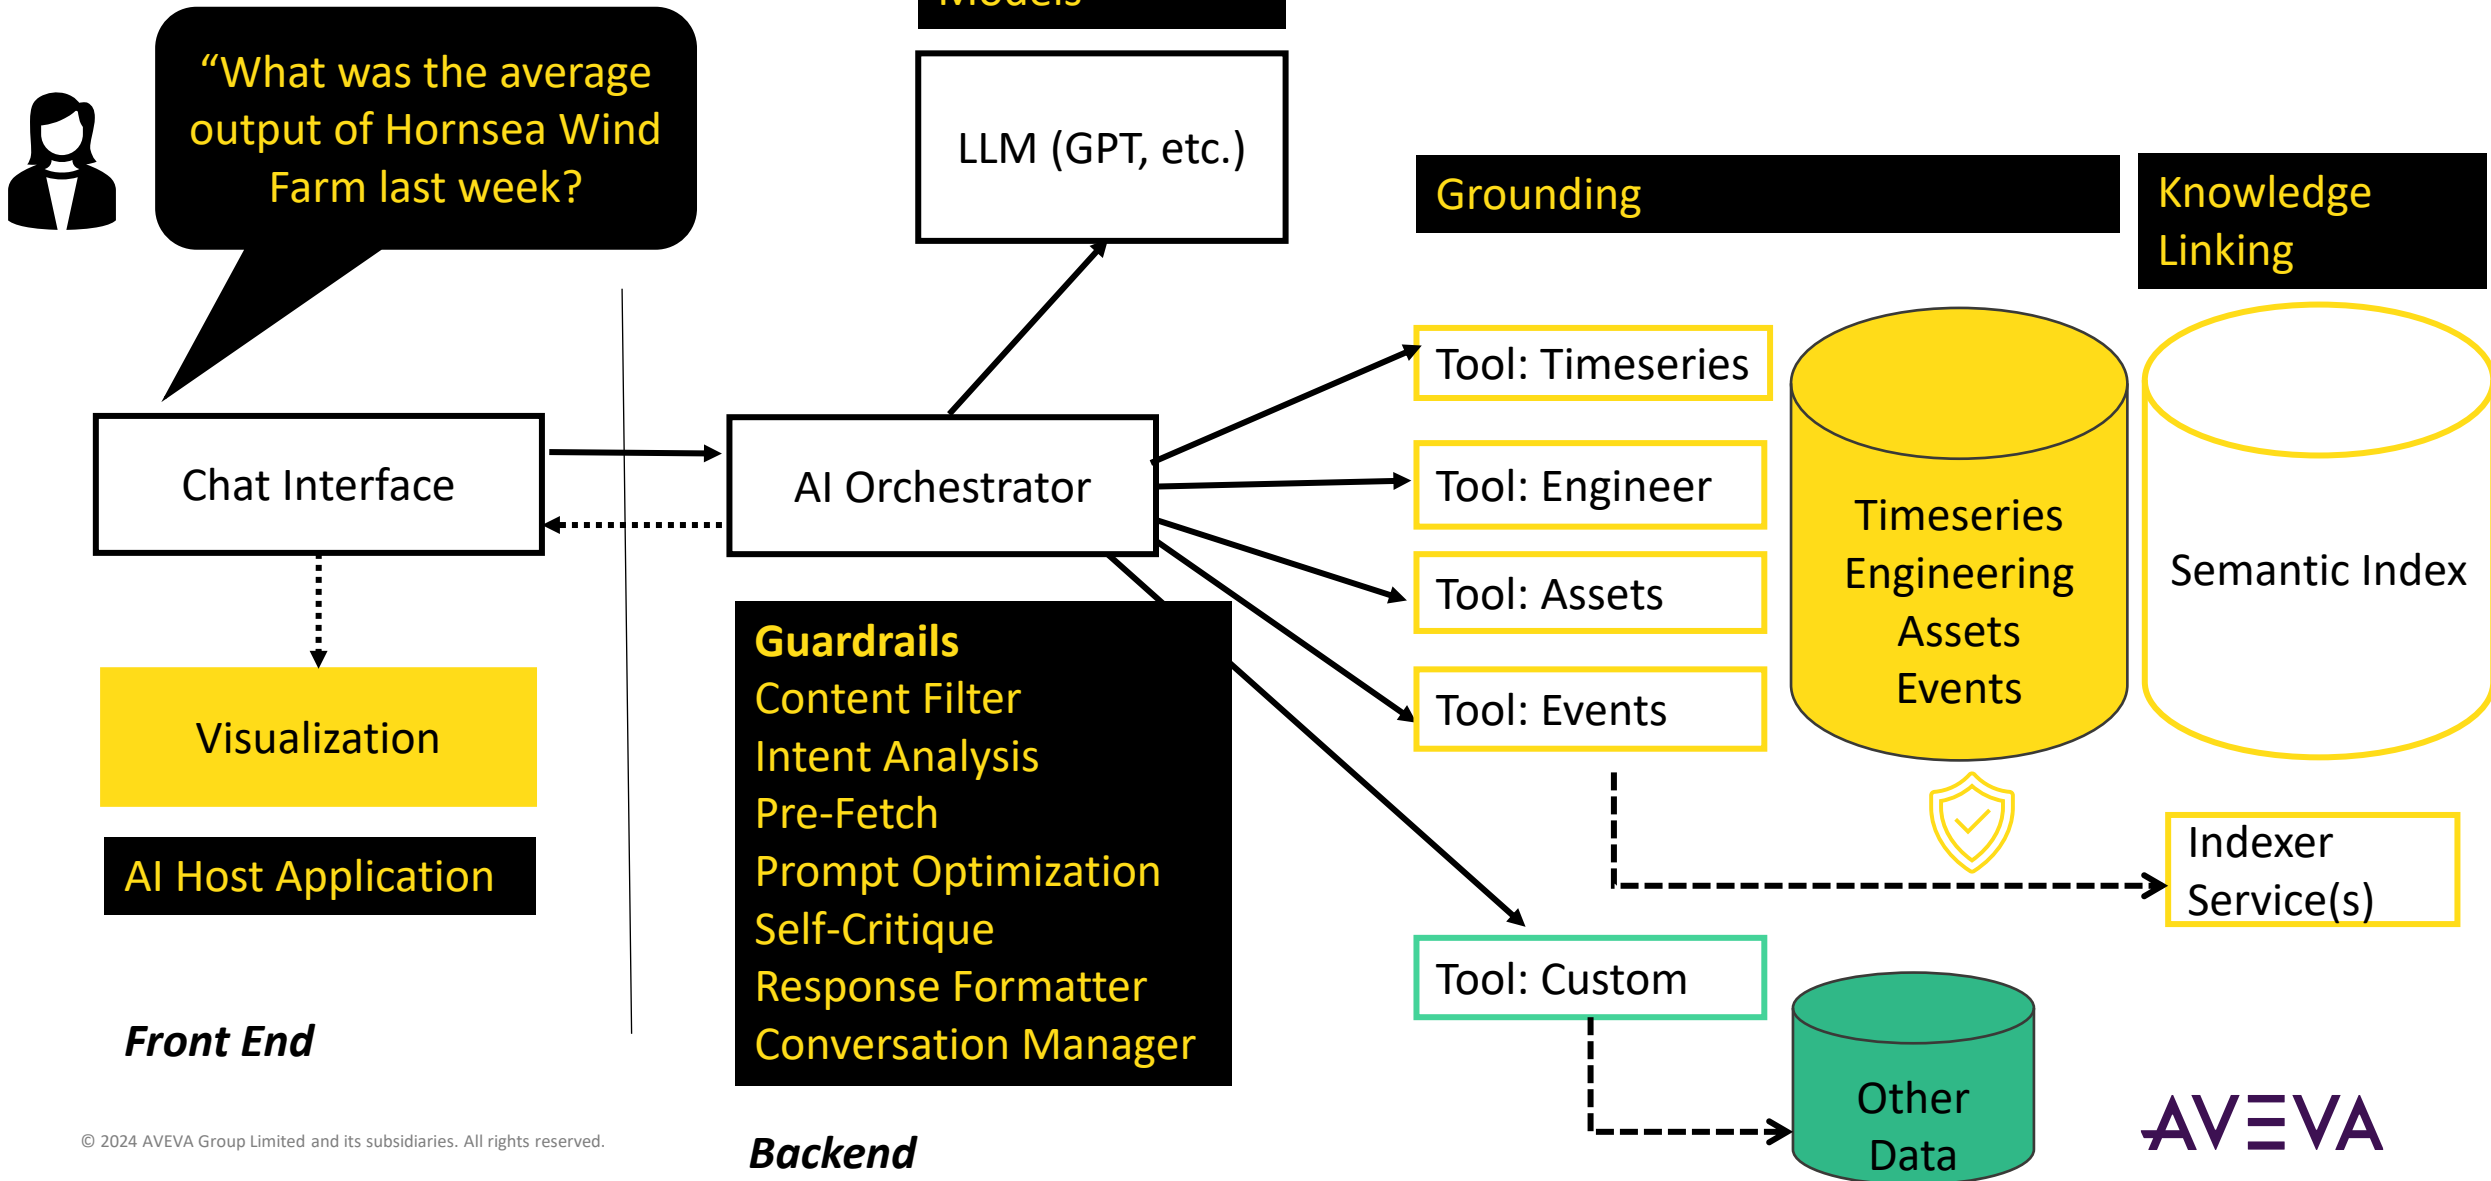 Models
“What was the average
output of Hornsea Wind
Farm last week?
LLM (GPT, etc.)
Grounding
Knowledge
Linking
Chat Interface
AI Orchestrator
Tool: Timeseries
Tool: Engineer
Tool: Assets
Tool: Events
Timeseries
Engineering
Assets
Events
Semantic Index
Visualization
AI Host Application
Guardrails
Content Filter
Intent Analysis
Pre-Fetch
Prompt Optimization
Self-Critique
Response Formatter
Conversation Manager
Indexer
Service(s)
Tool: Custom
Other
Data
Front End
Backend
© 2024 AVEVA Group Limited and its subsidiaries. All rights reserved.
AVEVA